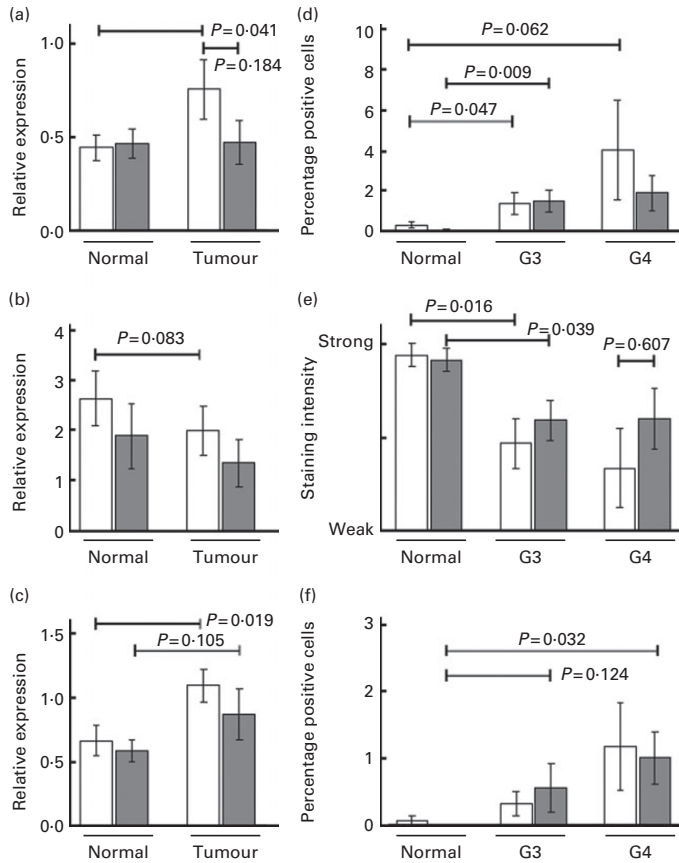 (a)
Relative expression
1·0
0·5
0·0
P=0·041
P=0·184
Normal
Tumour
(b)
Relative expression
4
3
2
1
0
P=0·083
Normal
Tumour
(c)
Relative expression
1·5
1·0
0·5
0·0
P=0·019
P=0·105
Normal
Tumour
(d)
Percentage positive cells
10
8
6
4
2
0
P=0·062
P=0·009
P=0·047
Normal
G3
G4
(e)
Staining intensity
Strong
Weak
P=0·016
P=0·039
P=0·607
Normal
G3
G4
(f)
Percentage positive cells
3
2
1
0
P=0·032
P=0·124
Normal
G3
G4